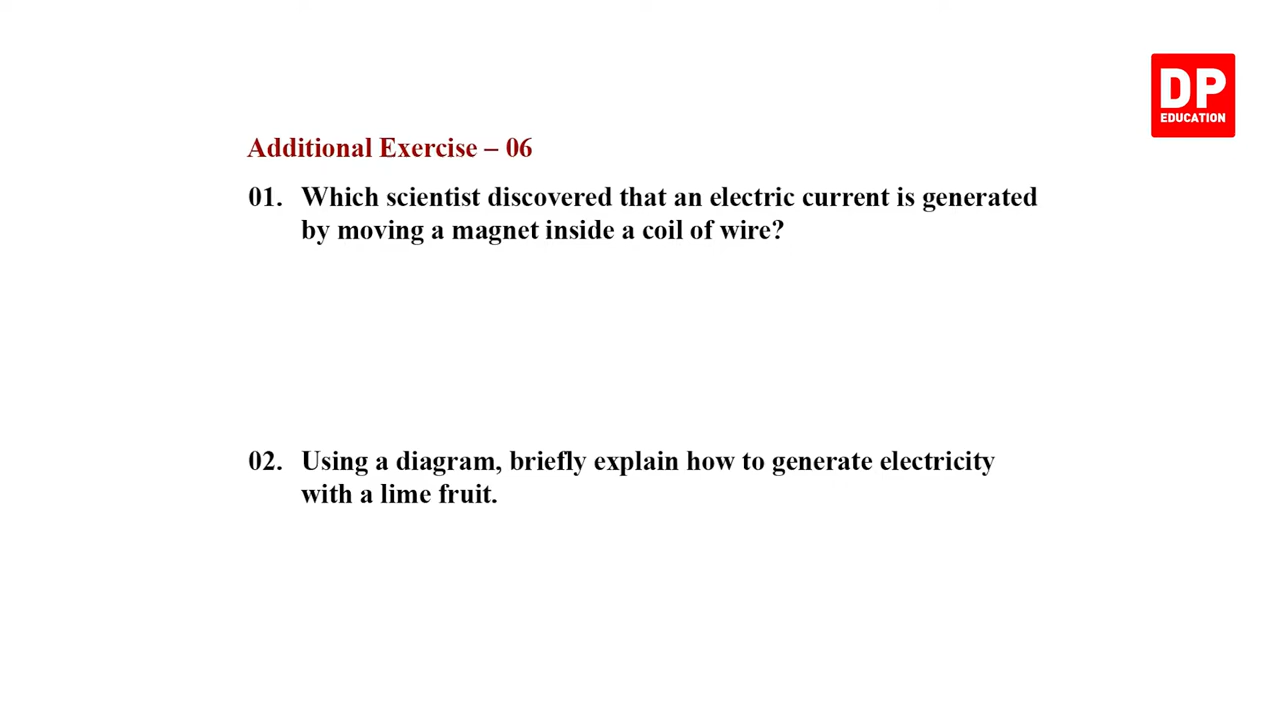 DP
EDUCATION
Additional Exercise – 06
01. Which scientist discovered that an electric current is generated
by moving a magnet inside a coil of wire?
02. Using a diagram, briefly explain how to generate electricity
with a lime fruit.